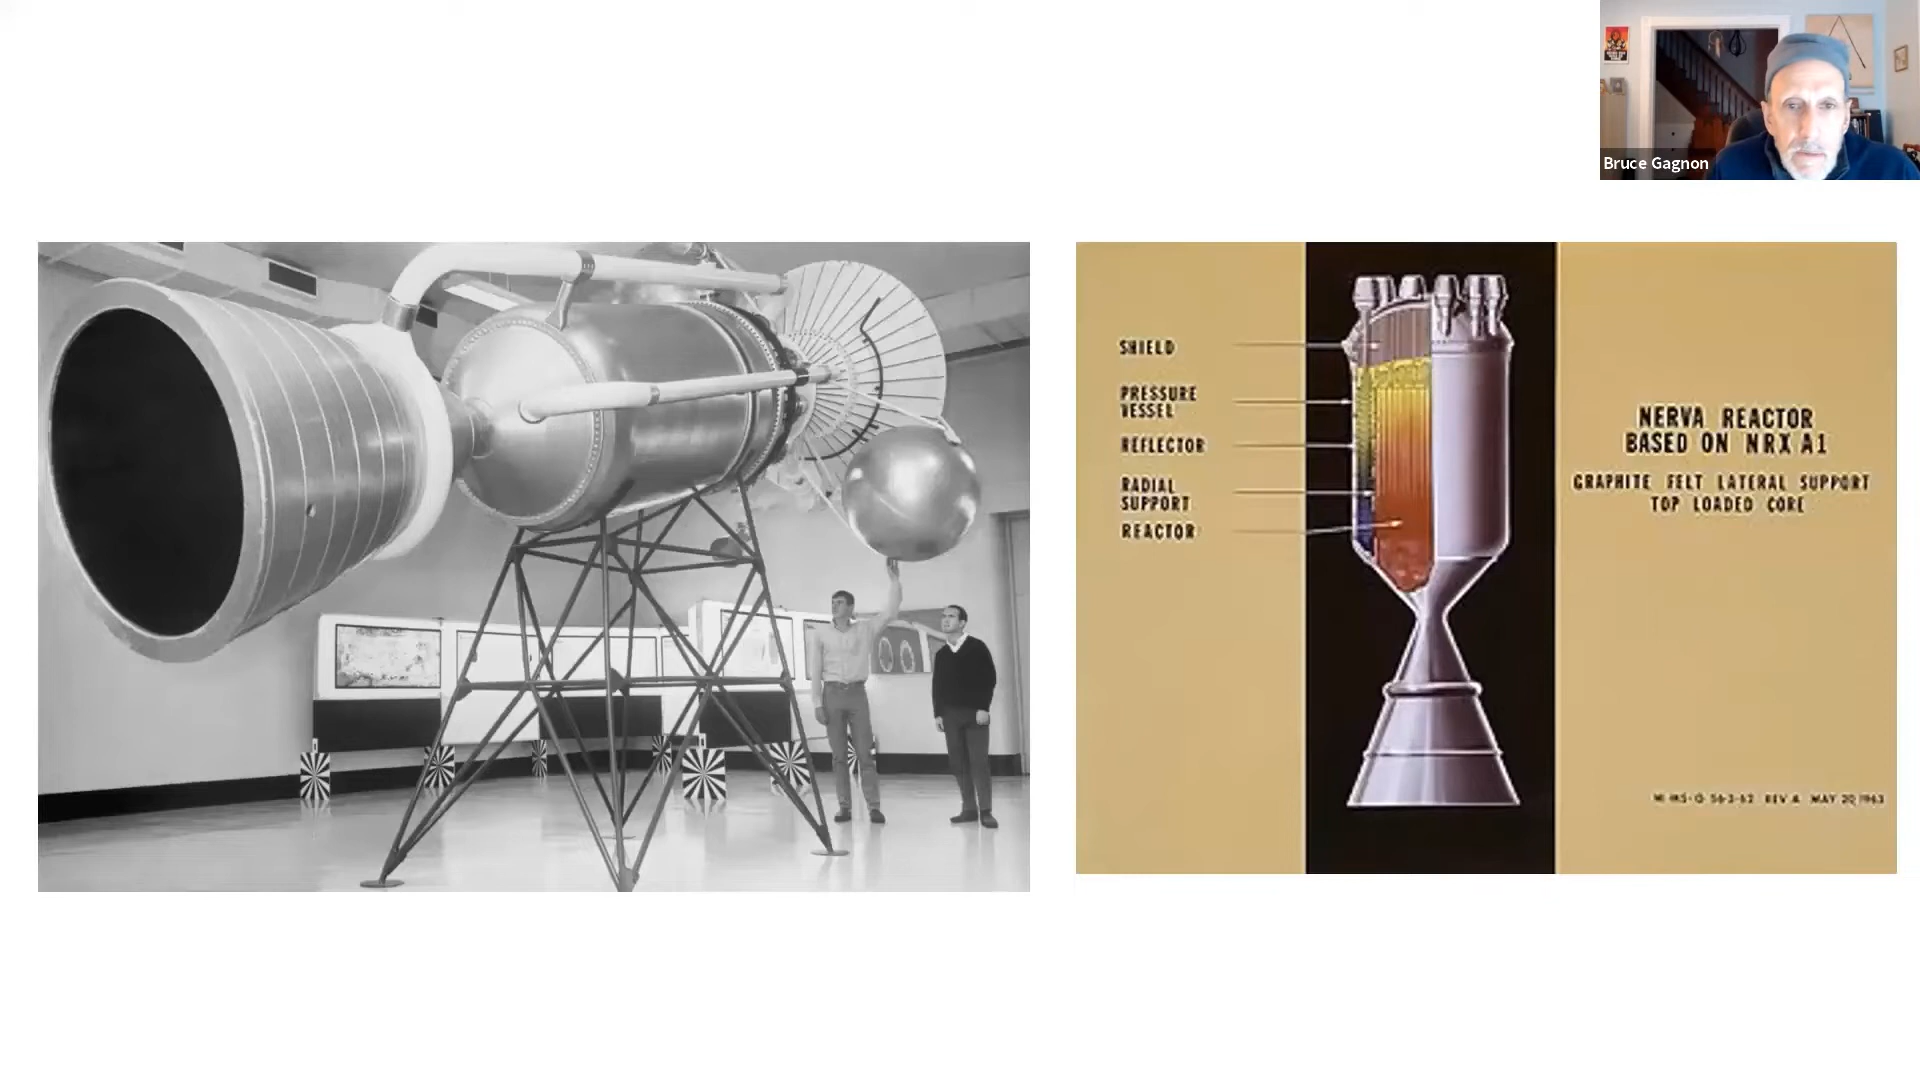 Bruce Gagnon
SHIELD
PRESSURE
VESSEL
REFLECTOR
RADIAL
SUPPORT
REACTOR
NERVA REACTOR
BASED ON NRX A1
GRAPHITE FELT LATERAL SUPPORT
TOP LOADED CORE
REV A MAY 20, 1963